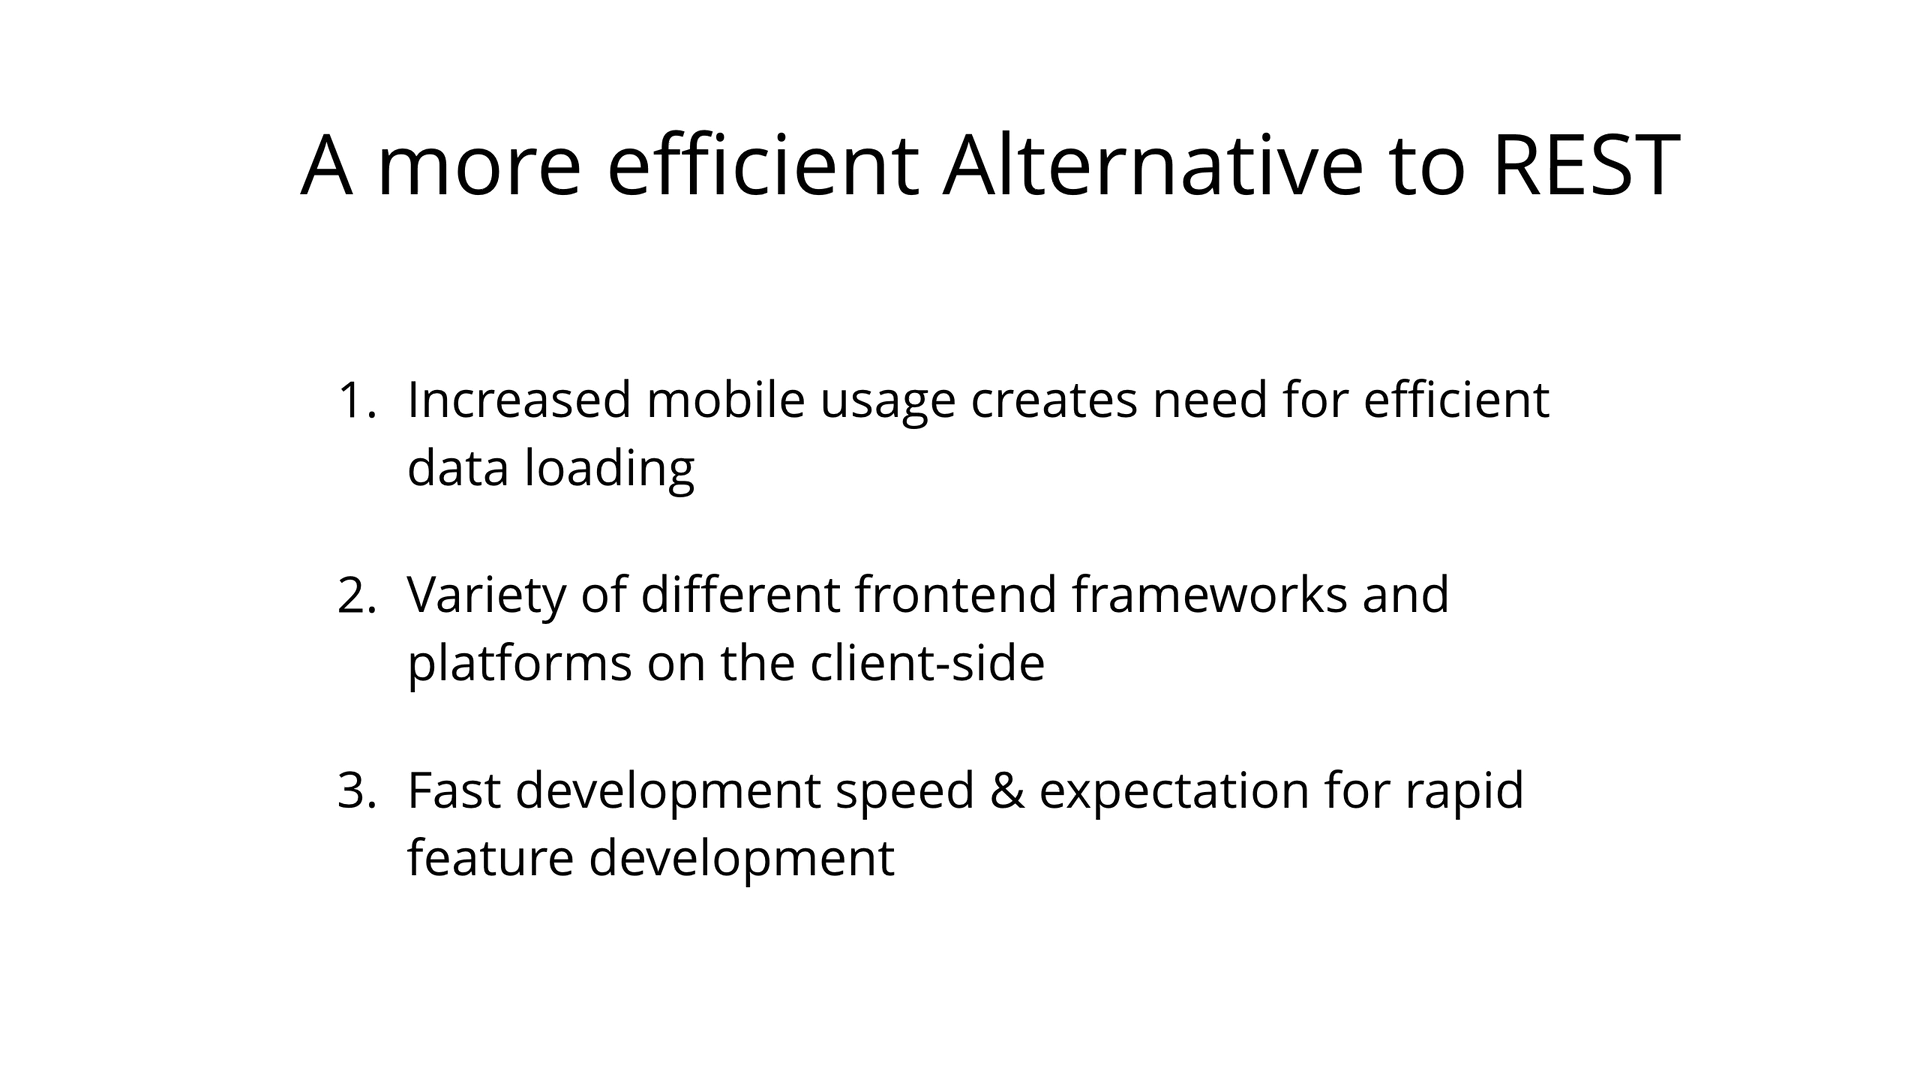 A more efficient Alternative to REST
1. Increased mobile usage creates need for efficient
data loading
2. Variety of different frontend frameworks and
platforms on the client-side
3. Fast development speed & expectation for rapid
feature development